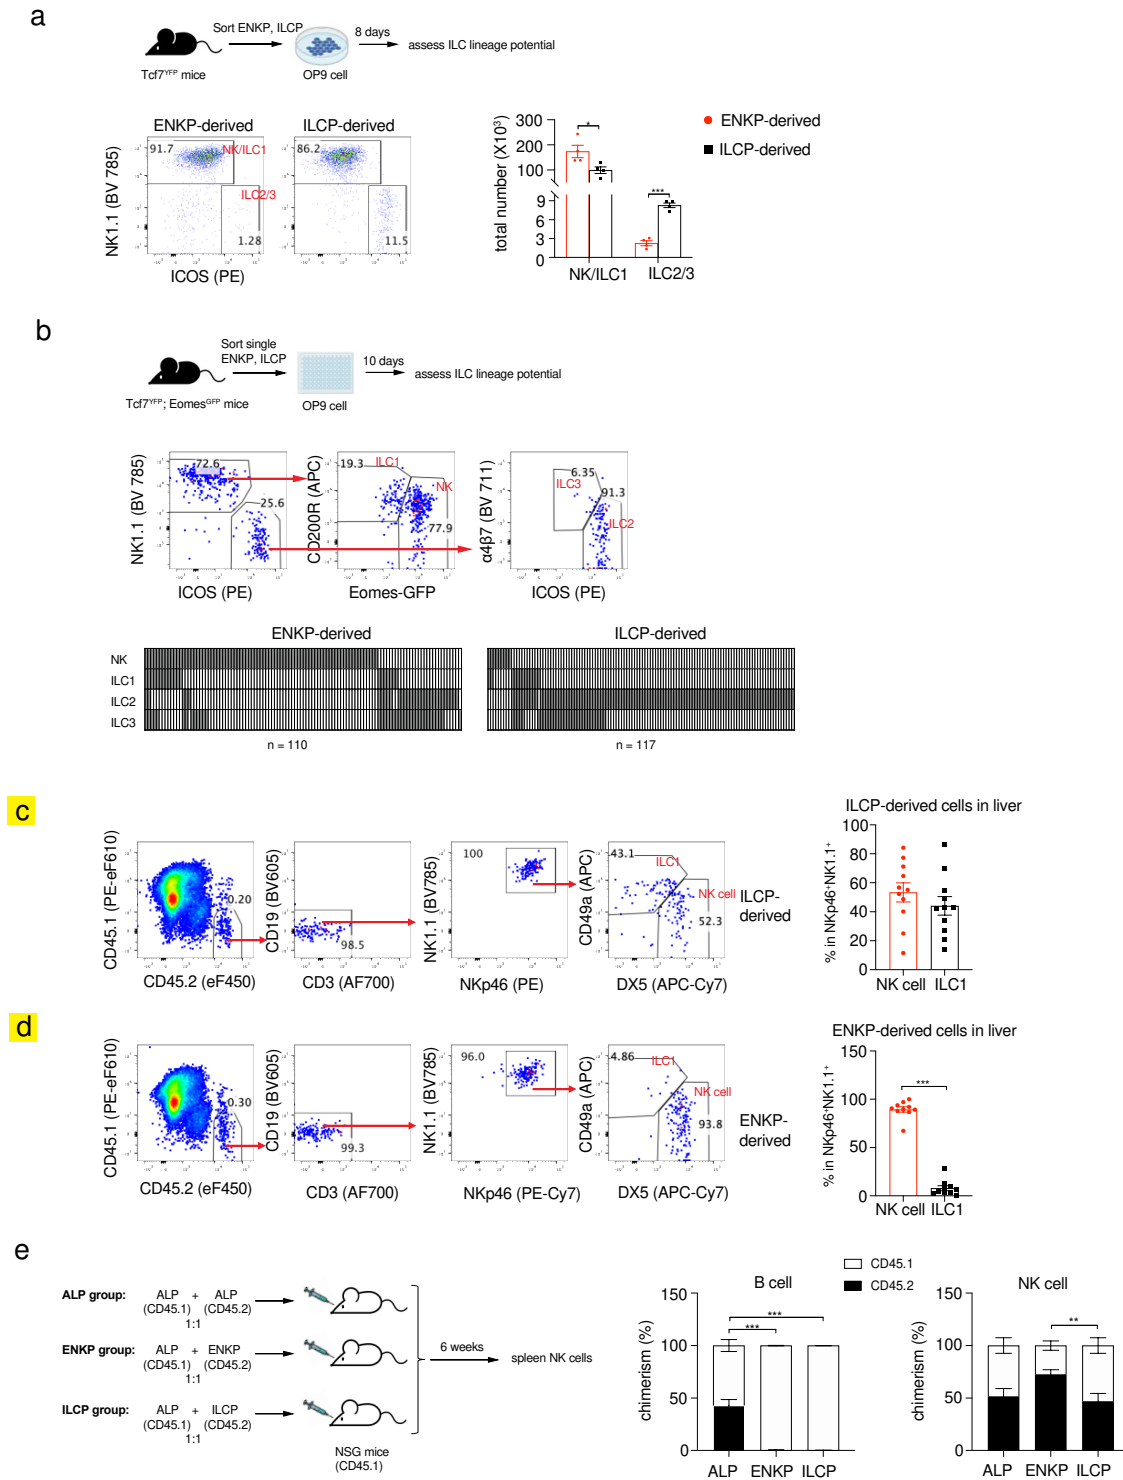 a
Sort ENKP, ILCP
8 days
assess ILC lineage potential
Tcf7YFP mice
OP9 cell
ENKP-derived
ILCP-derived
91.7
NK/ILC1
86.2
ILC2/3
1.28
11.5
NK1.1 (BV 785)
ICOS (PE)
total number (X10³)
300
200
100
9
6
3
0
*
***
NK/ILC1
ILC2/3
ENKP-derived
ILCP-derived
b
Sort single
ENKP, ILCP
10 days
assess ILC lineage potential
Tcf7YFP; EomesGFP mice
OP9 cell
NK1.1 (BV 785)
72.6
25.6
ICOS (PE)
CD200R (APC)
19.3
ILC1
NK
77.9
Eomes-GFP
α4β7 (BV 711)
6.35
ILC3
91.3
ILC2
ICOS (PE)
ENKP-derived
ILCP-derived
NK
ILC1
ILC2
ILC3
n = 110
n = 117
c
CD45.1 (PE-eF610)
0.20
CD45.2 (eF450)
CD19 (BV605)
98.5
CD3 (AF700)
NK1.1 (BV785)
100
NKp46 (PE)
CD49a (APC)
43.1
ILC1
NK cell
52.3
DX5 (APC-Cy7)
ILCP-
derived
ILCP-derived cells in liver
% in NKp46⁺NK1.1⁺
100
80
60
40
20
0
NK cell
ILC1
d
CD45.1 (PE-eF610)
0.30
CD45.2 (eF450)
CD19 (BV605)
99.3
CD3 (AF700)
NK1.1 (BV785)
96.0
NKp46 (PE-Cy7)
CD49a (APC)
4.86
ILC1
NK cell
93.8
DX5 (APC-Cy7)
ENKP-
derived
ENKP-derived cells in liver
% in NKp46⁺NK1.1⁺
150
100
50
0
***
NK cell
ILC1
e
ALP group:
ALP + ALP
(CD45.1) (CD45.2)
1:1
ENKP group:
ALP + ENKP
(CD45.1) (CD45.2)
1:1
ILCP group:
ALP + ILCP
(CD45.1) (CD45.2)
1:1
NSG mice
(CD45.1)
6 weeks
spleen NK cells
CD45.1
CD45.2
B cell
chimerism (%)
150
100
50
0
***
***
ALP ENKP ILCP
NK cell
chimerism (%)
150
100
50
0
**
ALP ENKP ILCP